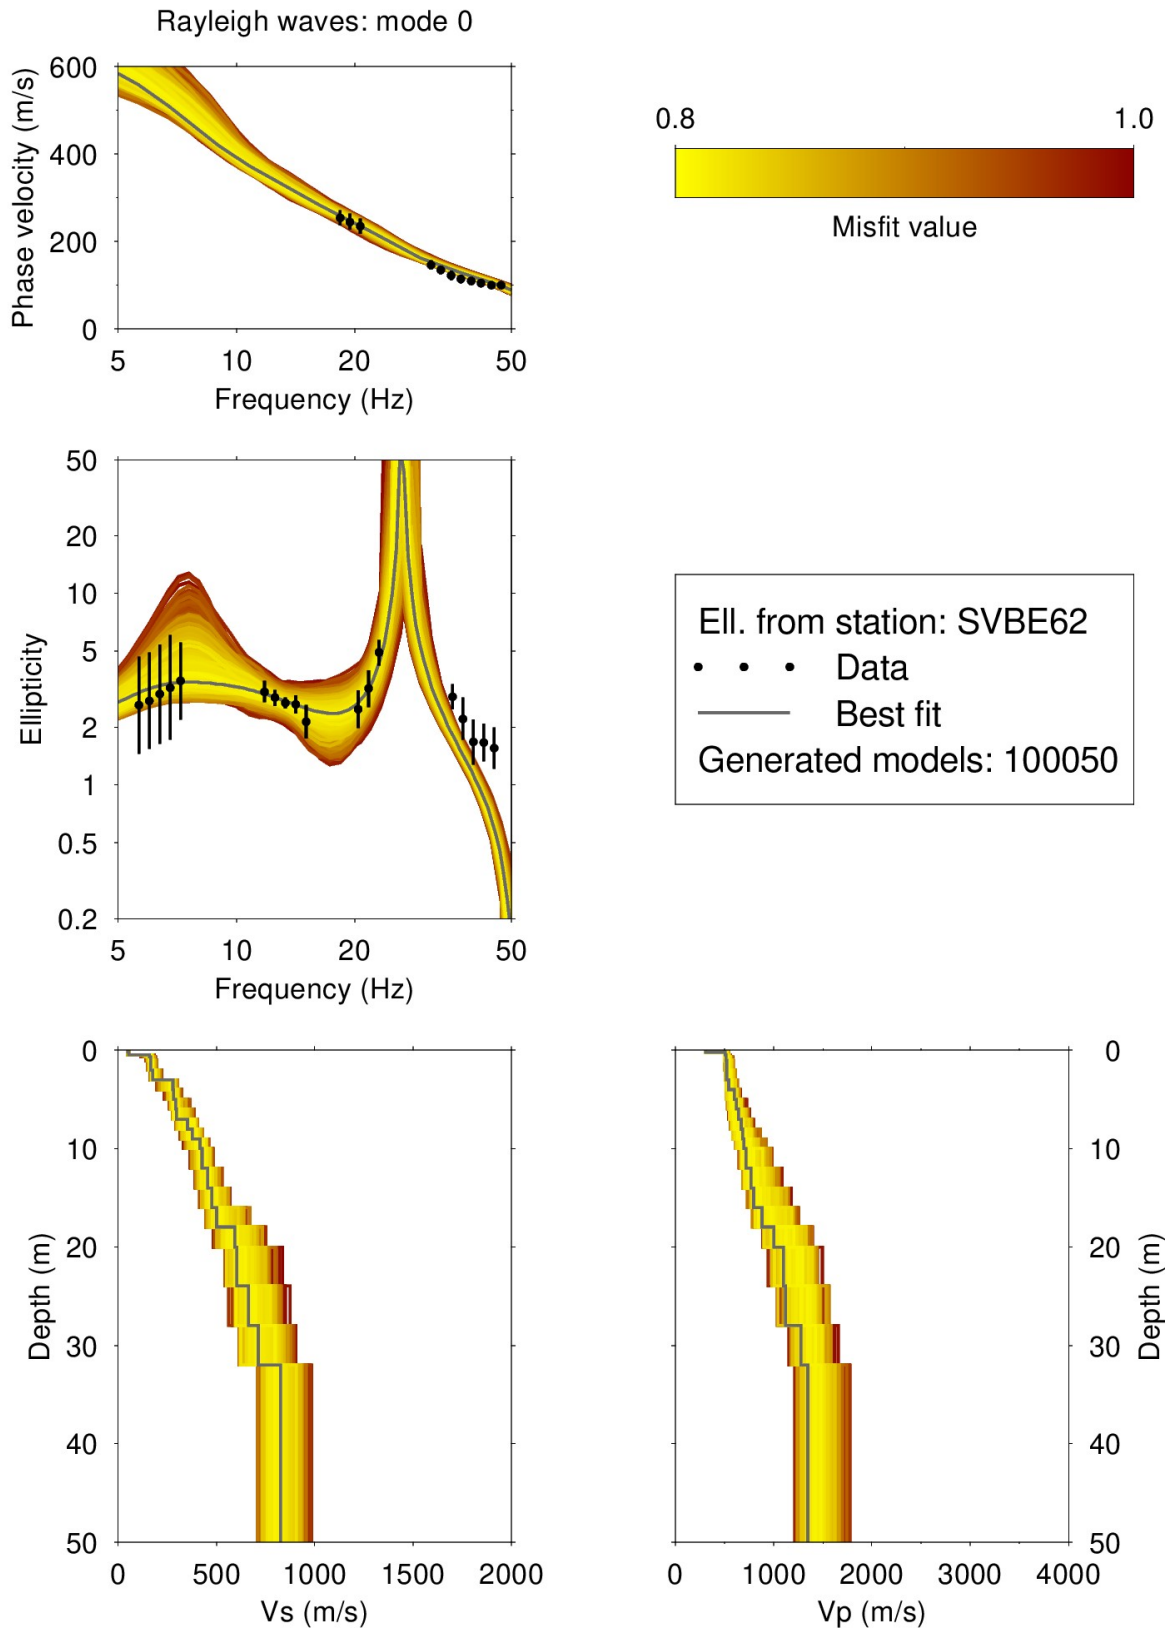 Rayleigh waves: mode 0
600
400
200
0
Phase velocity (m/s)
5 10 20 50
Frequency (Hz)
0.8 1.0
Misfit value
50
20
10
5
2
1
0.5
0.2
Ellipticity
5 10 20 50
Frequency (Hz)
Ell. from station: SVBE62
Data
Best fit
Generated models: 100050
0
10
20
30
40
50
Depth (m)
0 500 1000 1500 2000
Vs (m/s)
0
10
20
30
40
50
Depth (m)
0 1000 2000 3000 4000
Vp (m/s)